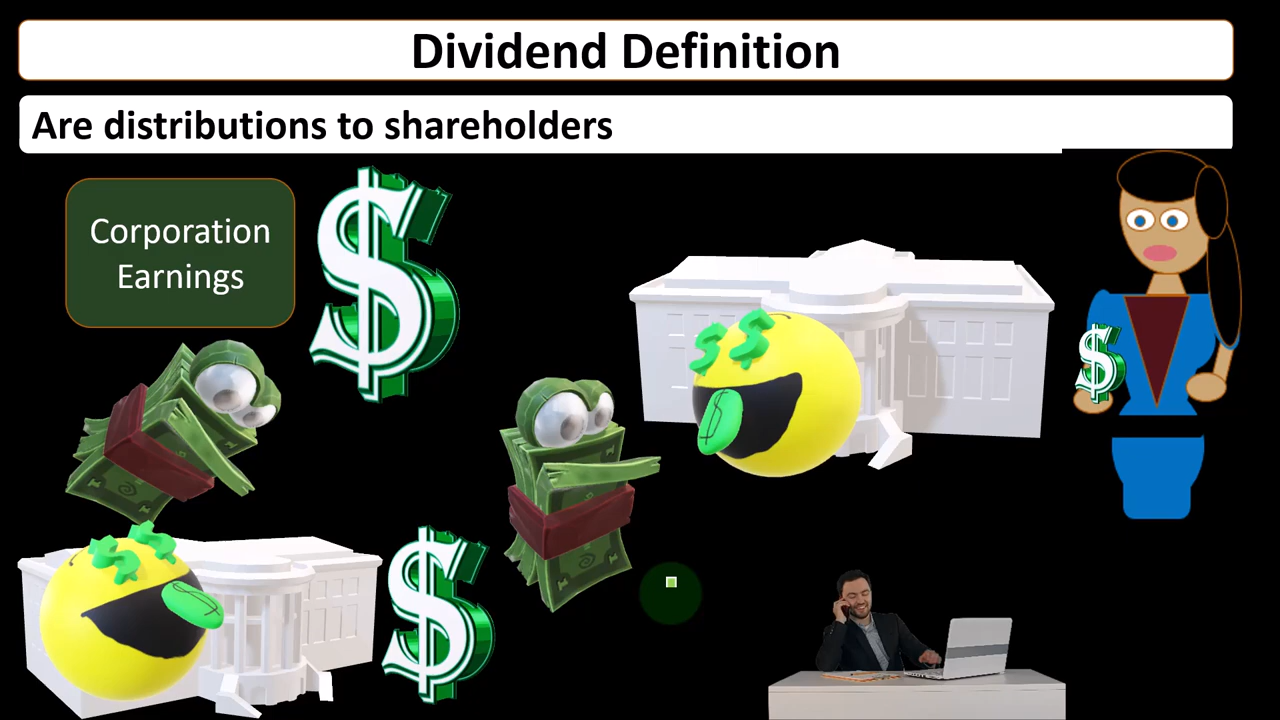 Dividend Definition
Are distributions to shareholders
Corporation
Earnings
$
$
$